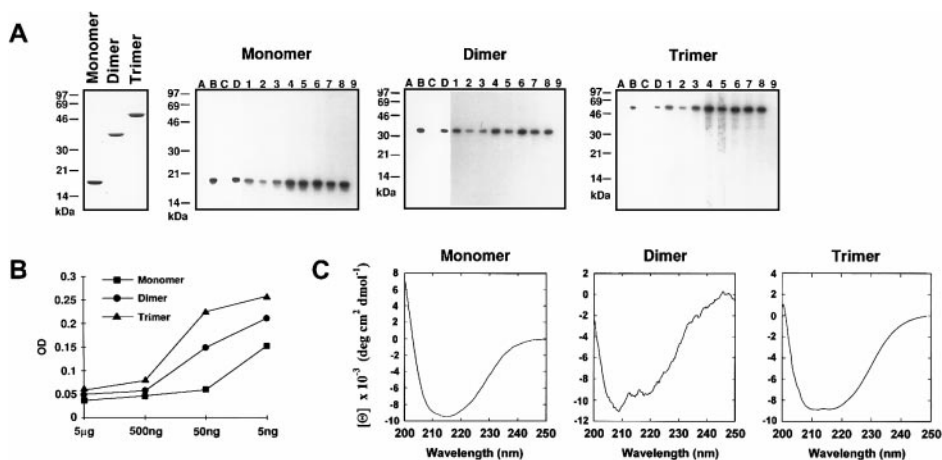 A
Monomer
Dimer
Trimer
97
69
46
30
21
14
kDa
Monomer
A B C D 1 2 3 4 5 6 7 8 9
97
69
46
30
21
14
kDa
Dimer
A B C D 1 2 3 4 5 6 7 8 9
97
69
46
30
21
14
kDa
Trimer
A B C D 1 2 3 4 5 6 7 8 9
97
69
46
30
21
14
kDa
B
OD
0.3
0.25
0.2
0.15
0.1
0.05
0
Monomer
Dimer
Trimer
5µg 500ng 50ng 5ng
C
[Θ] x 10⁻³ (deg cm² dmol⁻¹)
Monomer
8
6
4
2
0
-2
-4
-6
-8
-10
200 210 220 230 240 250
Wavelength (nm)
Dimer
2
0
-2
-4
-6
-8
-10
-12
200 210 220 230 240 250
Wavelength (nm)
Trimer
4
2
0
-2
-4
-6
-8
-10
200 210 220 230 240 250
Wavelength (nm)